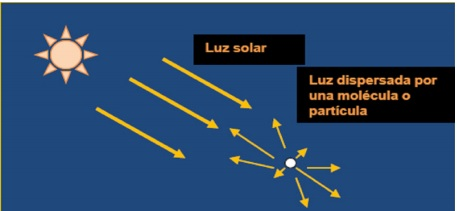 Luz solar
Luz dispersada por
una molécula o
partícula